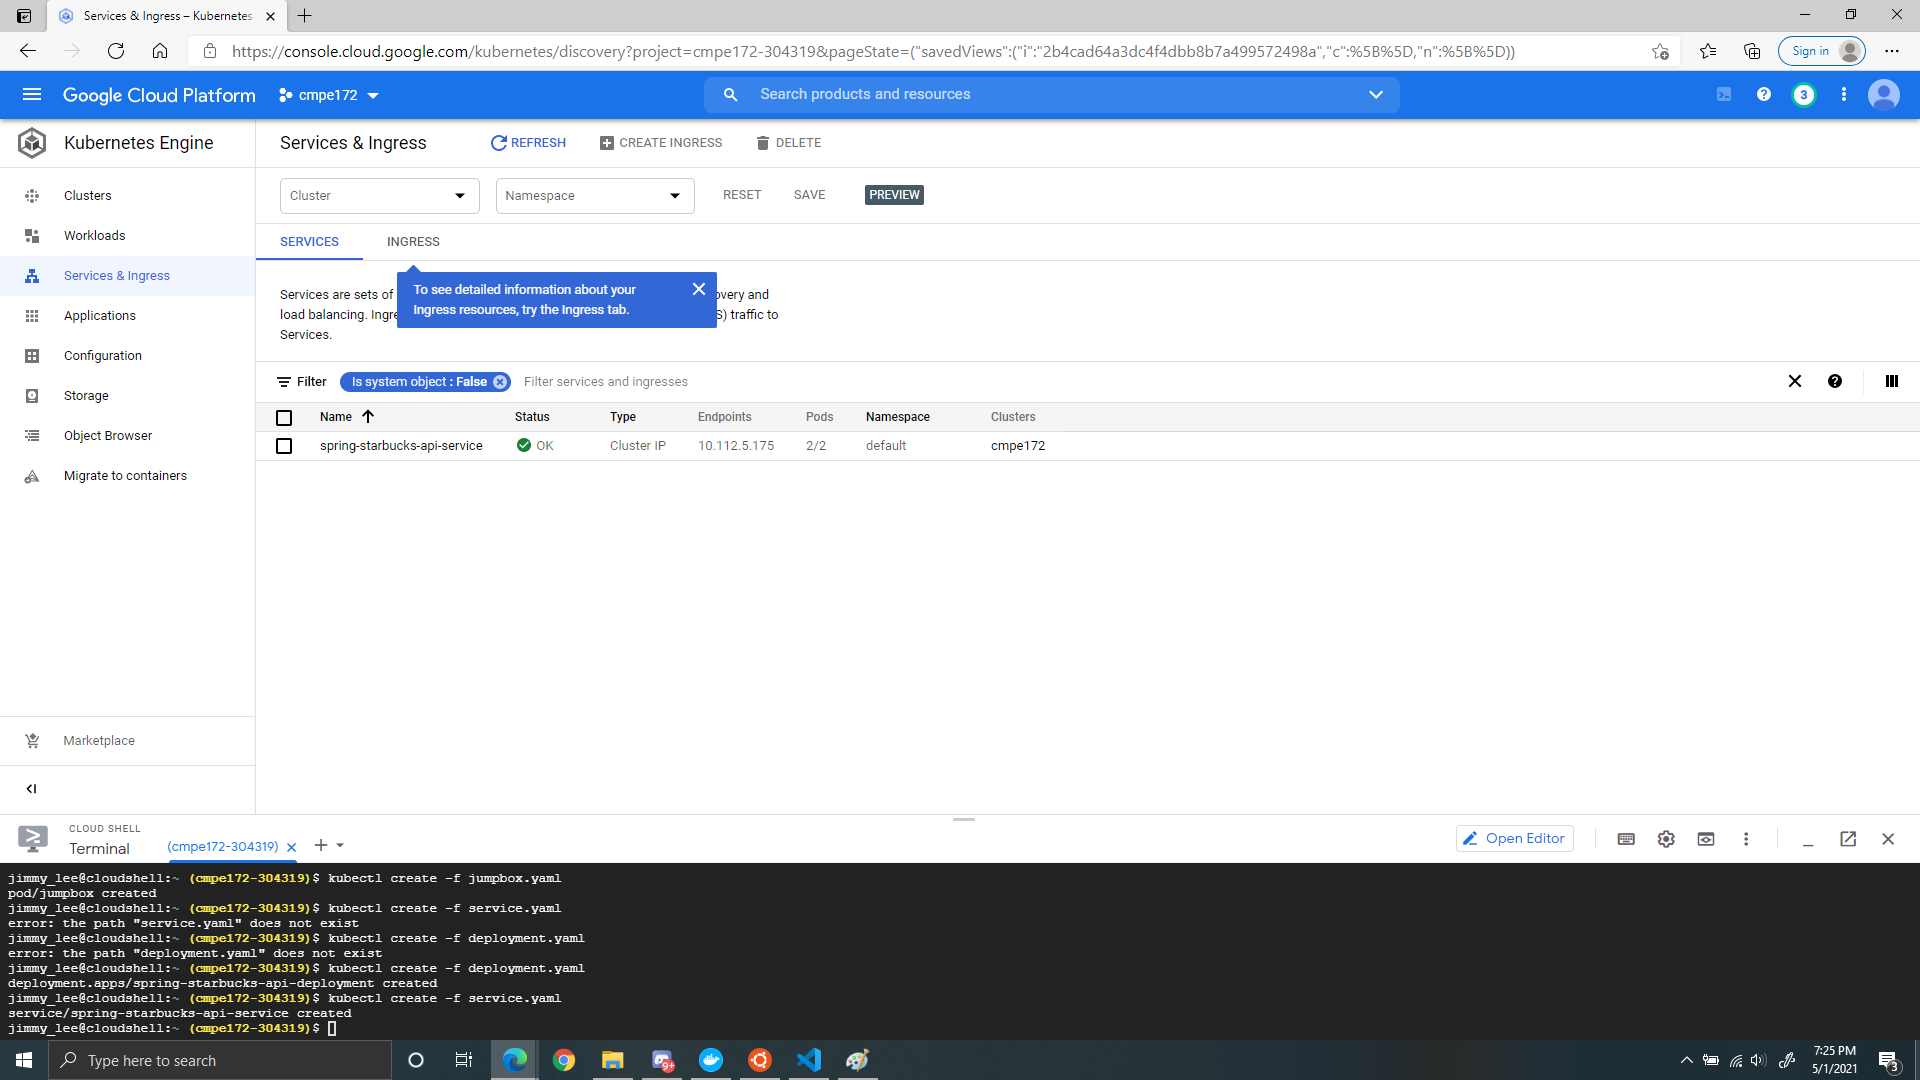 Services & Ingress – Kubernetes
https://console.cloud.google.com/kubernetes/discovery?project=cmpe172-304319&pageState=("savedViews":("i":"2b4cad64a3dc4f4dbb8b7a499572498a","c":%5B%5D,"n":%5B%5D))
Sign in
Google Cloud Platform
cmpe172
Search products and resources
3
Kubernetes Engine
Services & Ingress
REFRESH
CREATE INGRESS
DELETE
Clusters
Workloads
Services & Ingress
Applications
Configuration
Storage
Object Browser
Migrate to containers
Marketplace
Cluster
Namespace
RESET
SAVE
PREVIEW
SERVICES
INGRESS
To see detailed information about your
Ingress resources, try the Ingress tab.
Services are sets of overy and
load balancing. Ingre S) traffic to
Services.
Filter
Is system object : False
Filter services and ingresses
Name Status Type Endpoints Pods Namespace Clusters
spring-starbucks-api-service OK Cluster IP 10.112.5.175 2/2 default cmpe172
CLOUD SHELL
Terminal
(cmpe172-304319)
Open Editor
jimmy_lee@cloudshell:~ (cmpe172-304319)$ kubectl create -f jumpbox.yaml
pod/jumpbox created
jimmy_lee@cloudshell:~ (cmpe172-304319)$ kubectl create -f service.yaml
error: the path "service.yaml" does not exist
jimmy_lee@cloudshell:~ (cmpe172-304319)$ kubectl create -f deployment.yaml
error: the path "deployment.yaml" does not exist
jimmy_lee@cloudshell:~ (cmpe172-304319)$ kubectl create -f deployment.yaml
deployment.apps/spring-starbucks-api-deployment created
jimmy_lee@cloudshell:~ (cmpe172-304319)$ kubectl create -f service.yaml
service/spring-starbucks-api-service created
jimmy_lee@cloudshell:~ (cmpe172-304319)$
Type here to search
9+
7:25 PM
5/1/2021
3